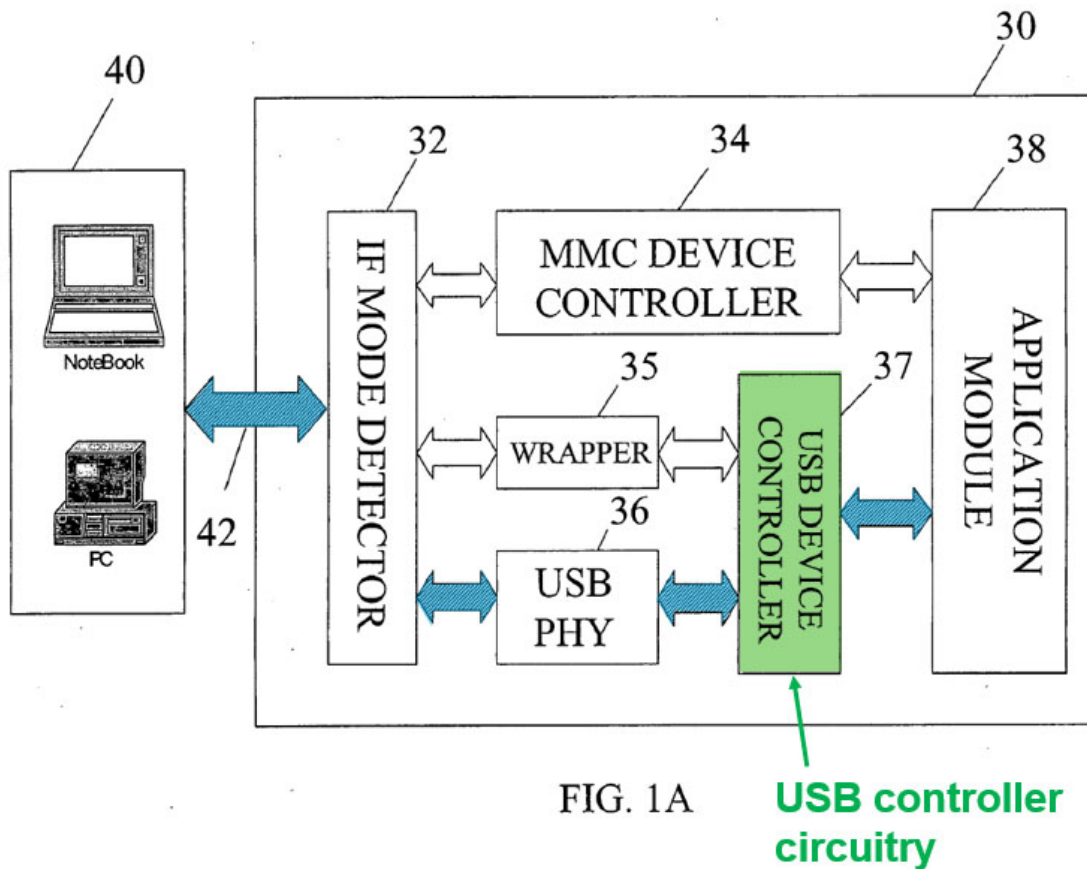 40
30
32
34
38
MMC DEVICE
CONTROLLER
IF MODE DETECTOR
APPLICATION
MODULE
NoteBook
35
37
WRAPPER
USB DEVICE
CONTROLLER
42
36
PC
USB
PHY
FIG. 1A
USB controller
circuitry